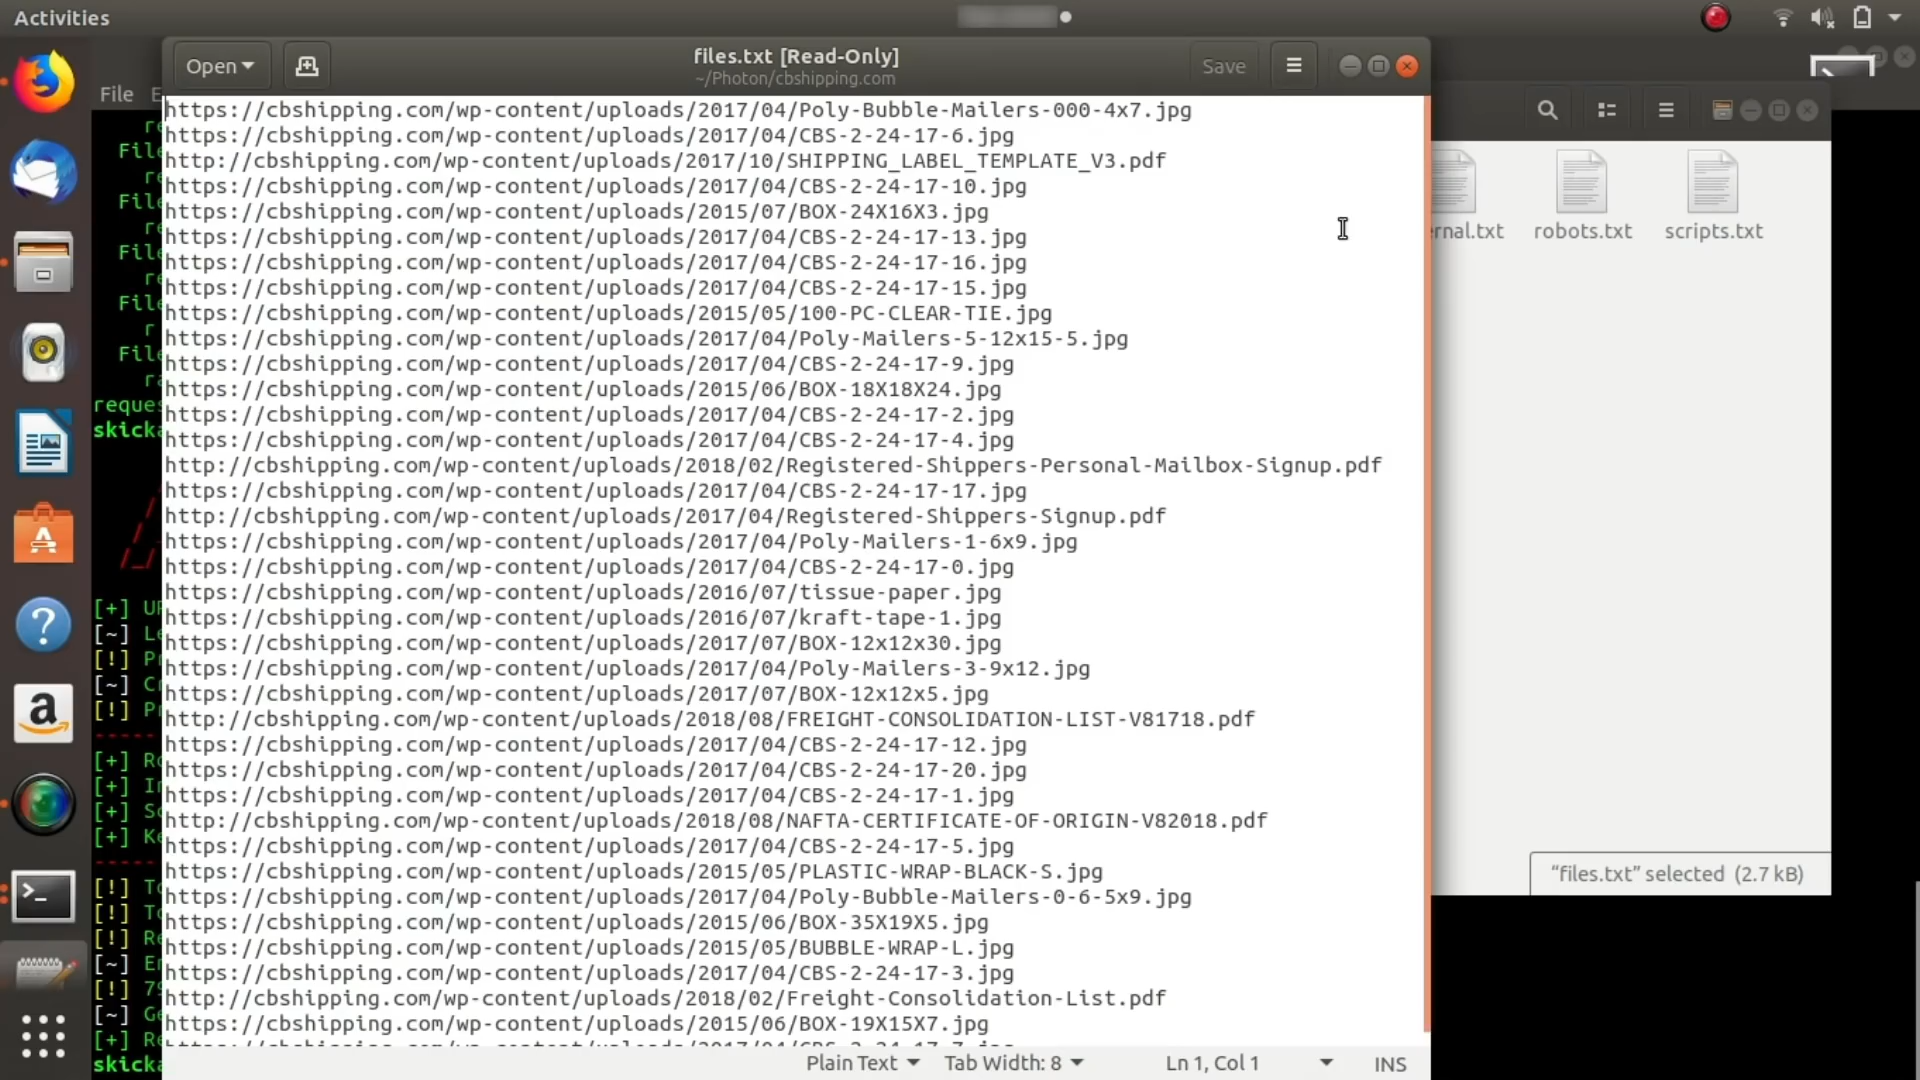 Activities
Open
files.txt [Read-Only]
~/Photon/cbshipping.com
Save
File
https://cbshipping.com/wp-content/uploads/2017/04/Poly-Bubble-Mailers-000-4x7.jpg
https://cbshipping.com/wp-content/uploads/2017/04/CBS-2-24-17-6.jpg
http://cbshipping.com/wp-content/uploads/2017/10/SHIPPING_LABEL_TEMPLATE_V3.pdf
https://cbshipping.com/wp-content/uploads/2017/04/CBS-2-24-17-10.jpg
https://cbshipping.com/wp-content/uploads/2015/07/BOX-24X16X3.jpg
https://cbshipping.com/wp-content/uploads/2017/04/CBS-2-24-17-13.jpg
https://cbshipping.com/wp-content/uploads/2017/04/CBS-2-24-17-16.jpg
https://cbshipping.com/wp-content/uploads/2017/04/CBS-2-24-17-15.jpg
https://cbshipping.com/wp-content/uploads/2015/05/100-PC-CLEAR-TIE.jpg
https://cbshipping.com/wp-content/uploads/2017/04/Poly-Mailers-5-12x15-5.jpg
https://cbshipping.com/wp-content/uploads/2017/04/CBS-2-24-17-9.jpg
https://cbshipping.com/wp-content/uploads/2015/06/BOX-18X18X24.jpg
https://cbshipping.com/wp-content/uploads/2017/04/CBS-2-24-17-2.jpg
https://cbshipping.com/wp-content/uploads/2017/04/CBS-2-24-17-4.jpg
http://cbshipping.com/wp-content/uploads/2018/02/Registered-Shippers-Personal-Mailbox-Signup.pdf
https://cbshipping.com/wp-content/uploads/2017/04/CBS-2-24-17-17.jpg
http://cbshipping.com/wp-content/uploads/2017/04/Registered-Shippers-Signup.pdf
https://cbshipping.com/wp-content/uploads/2017/04/Poly-Mailers-1-6x9.jpg
https://cbshipping.com/wp-content/uploads/2017/04/CBS-2-24-17-0.jpg
https://cbshipping.com/wp-content/uploads/2016/07/tissue-paper.jpg
https://cbshipping.com/wp-content/uploads/2016/07/kraft-tape-1.jpg
https://cbshipping.com/wp-content/uploads/2017/07/BOX-12x12x30.jpg
https://cbshipping.com/wp-content/uploads/2017/04/Poly-Mailers-3-9x12.jpg
https://cbshipping.com/wp-content/uploads/2017/07/BOX-12x12x5.jpg
http://cbshipping.com/wp-content/uploads/2018/08/FREIGHT-CONSOLIDATION-LIST-V81718.pdf
https://cbshipping.com/wp-content/uploads/2017/04/CBS-2-24-17-12.jpg
https://cbshipping.com/wp-content/uploads/2017/04/CBS-2-24-17-20.jpg
https://cbshipping.com/wp-content/uploads/2017/04/CBS-2-24-17-1.jpg
http://cbshipping.com/wp-content/uploads/2018/08/NAFTA-CERTIFICATE-OF-ORIGIN-V82018.pdf
https://cbshipping.com/wp-content/uploads/2017/04/CBS-2-24-17-5.jpg
https://cbshipping.com/wp-content/uploads/2015/05/PLASTIC-WRAP-BLACK-S.jpg
https://cbshipping.com/wp-content/uploads/2017/04/Poly-Bubble-Mailers-0-6-5x9.jpg
https://cbshipping.com/wp-content/uploads/2015/06/BOX-35X19X5.jpg
https://cbshipping.com/wp-content/uploads/2015/05/BUBBLE-WRAP-L.jpg
https://cbshipping.com/wp-content/uploads/2017/04/CBS-2-24-17-3.jpg
http://cbshipping.com/wp-content/uploads/2018/02/Freight-Consolidation-List.pdf
https://cbshipping.com/wp-content/uploads/2015/06/BOX-19X15X7.jpg
Plain Text
Tab Width: 8
Ln 1, Col 1
INS
rnal.txt
robots.txt
scripts.txt
"files.txt" selected (2.7 kB)